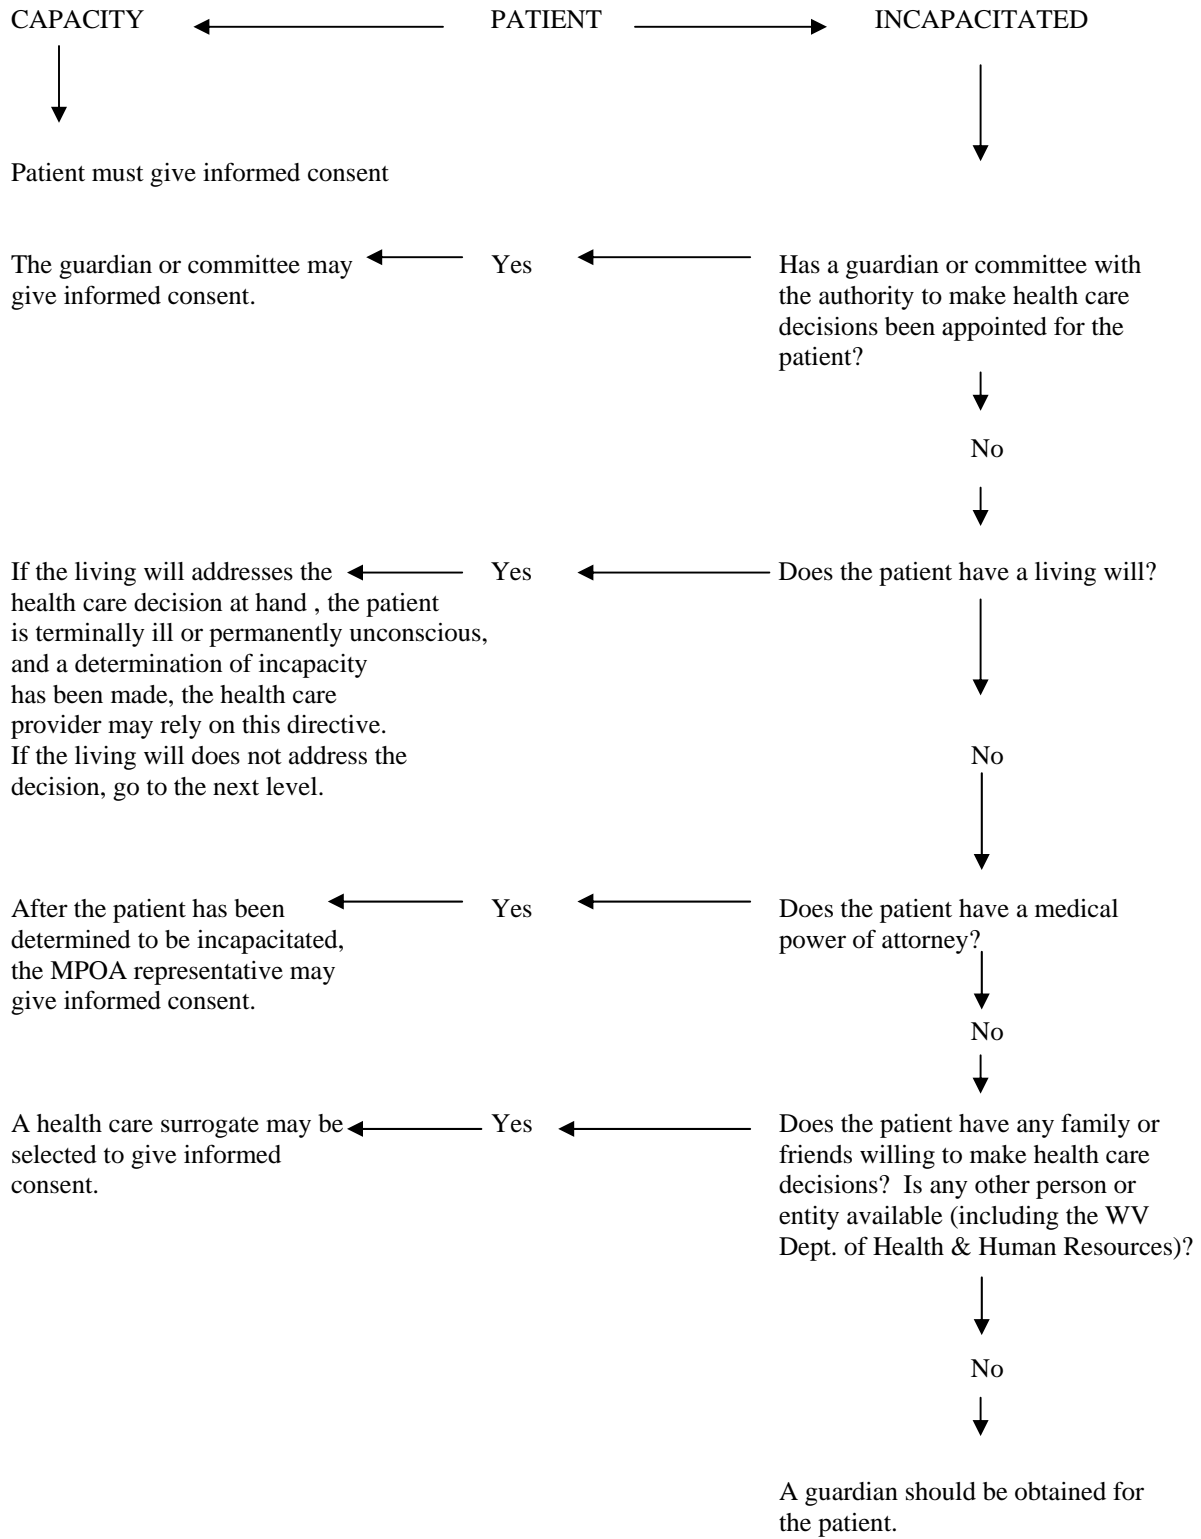 CAPACITY PATIENT INCAPACITATED
Patient must give informed consent
The guardian or committee may
give informed consent.
Yes
Has a guardian or committee with
the authority to make health care
decisions been appointed for the
patient?
No
If the living will addresses the
health care decision at hand , the patient
is terminally ill or permanently unconscious,
and a determination of incapacity
has been made, the health care
provider may rely on this directive.
If the living will does not address the
decision, go to the next level.
Yes
Does the patient have a living will?
No
After the patient has been
determined to be incapacitated,
the MPOA representative may
give informed consent.
Yes
Does the patient have a medical
power of attorney?
No
A health care surrogate may be
selected to give informed
consent.
Yes
Does the patient have any family or
friends willing to make health care
decisions? Is any other person or
entity available (including the WV
Dept. of Health & Human Resources)?
No
A guardian should be obtained for
the patient.